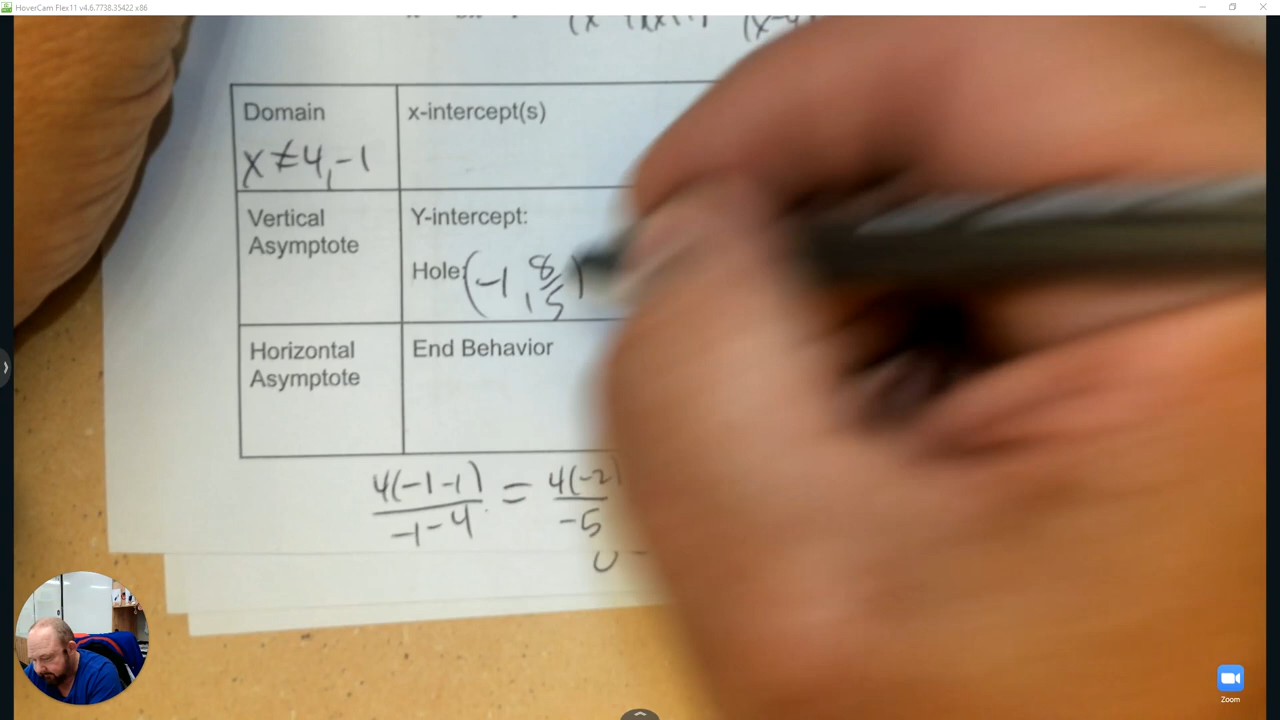 HoverCam Flex11 v4.6.7738.35422 x86
Domain
x≠4,-1
x-intercept(s)
Vertical
Asymptote
Y-intercept:
Hole: (-1, 8/5)
Horizontal
Asymptote
End Behavior
4(-1-1)/(-1-4) = 4(-2)/-5
Zoom